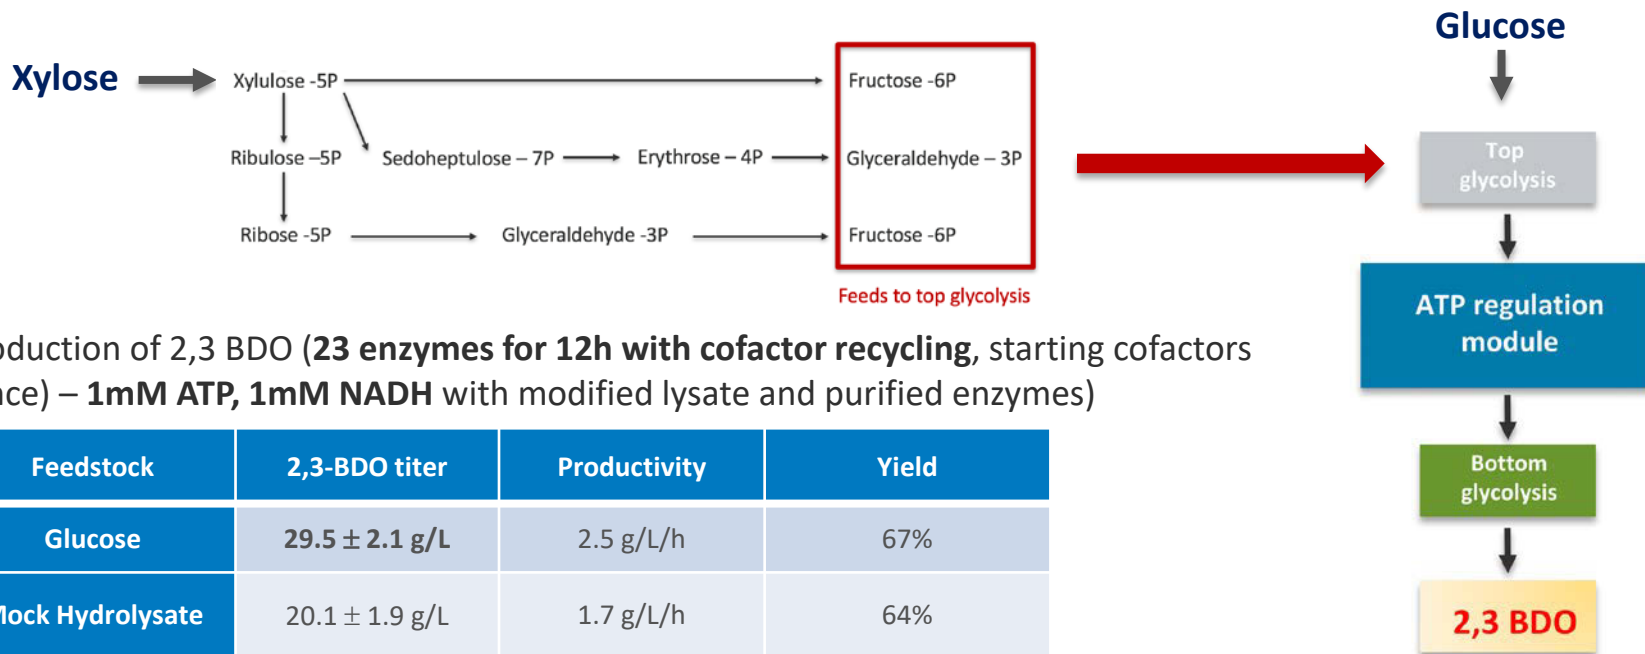 Glucose
Xylose
Xylulose -5P
Fructose -6P
Ribulose –5P
Sedoheptulose – 7P
Erythrose – 4P
Glyceraldehyde – 3P
Top
glycolysis
Ribose -5P
Glyceraldehyde -3P
Fructose -6P
Feeds to top glycolysis
ATP regulation
module
oduction of 2,3 BDO (23 enzymes for 12h with cofactor recycling, starting cofactors
nce) – 1mM ATP, 1mM NADH with modified lysate and purified enzymes)
Feedstock 2,3-BDO titer Productivity Yield
Glucose 29.5 ± 2.1 g/L 2.5 g/L/h 67%
Mock Hydrolysate 20.1 ± 1.9 g/L 1.7 g/L/h 64%
Bottom
glycolysis
2,3 BDO